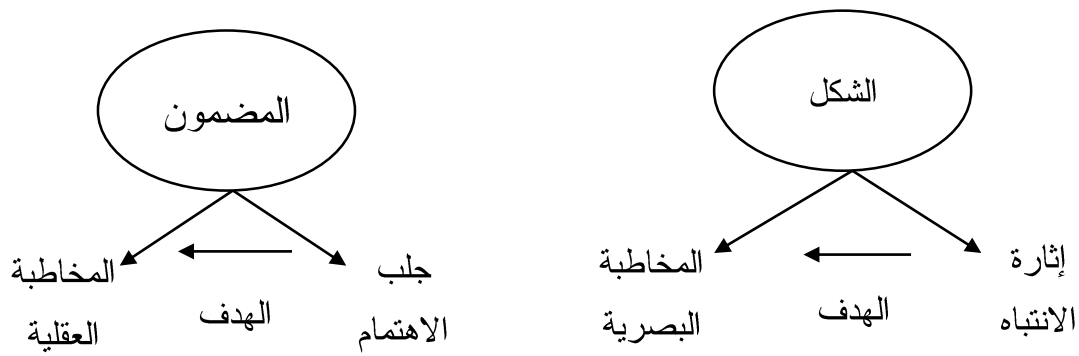 الشكل
إثارة
الانتباه
الهدف
المخاطبة
البصرية
المضمون
جلب
الاهتمام
الهدف
المخاطبة
العقلية